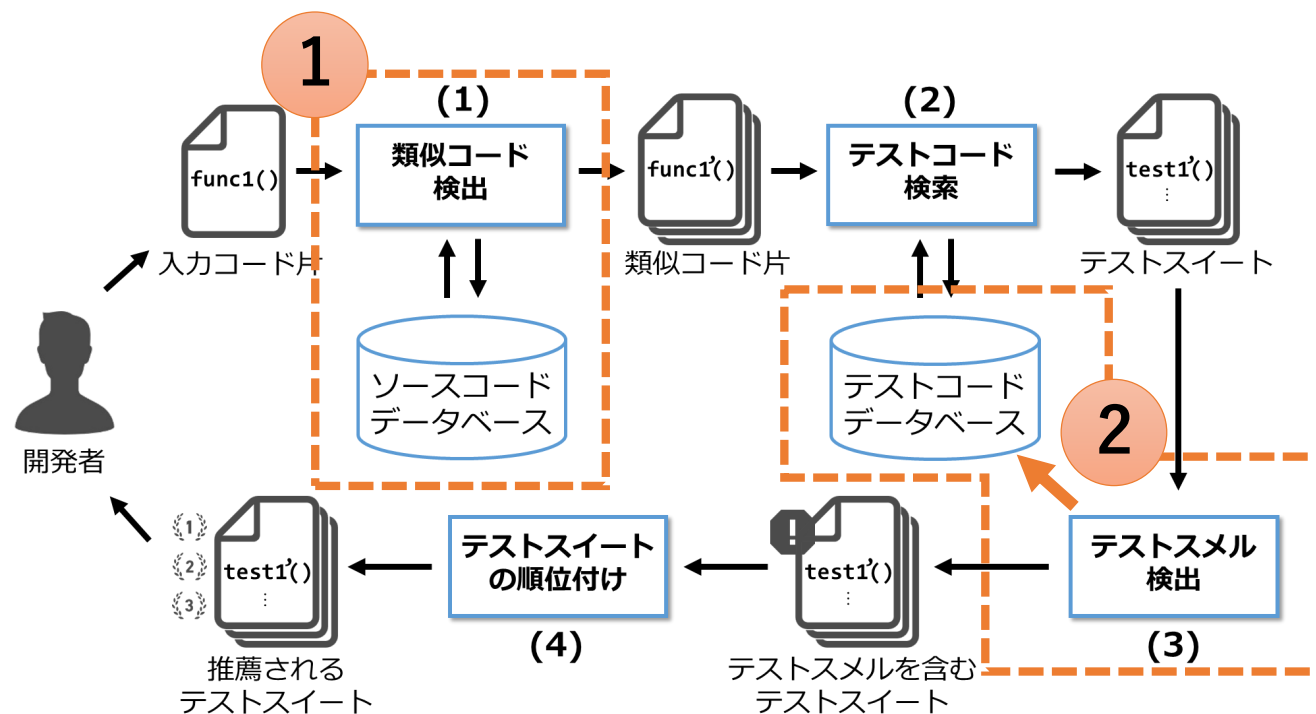 1
(1)
類似コード
検出
func1()
入力コード片
func1’()
類似コード片
(2)
テストコード
検索
test1’()
⋮
テストスイート
ソースコード
データベース
テストコード
データベース
2
開発者
テストスメル
検出
(3)
!
test1’()
⋮
テストスメルを含む
テストスイート
テストスイート
の順位付け
(4)
1
2
3
test1’()
⋮
推薦される
テストスイート